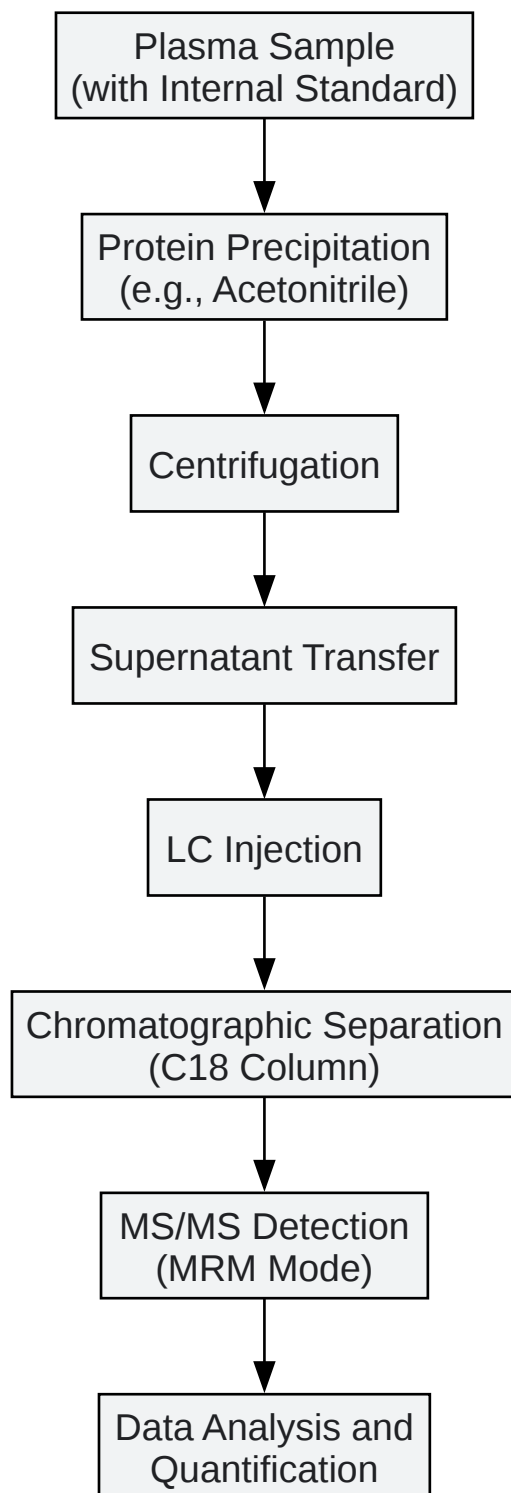 Plasma Sample
(with Internal Standard)
Protein Precipitation
(e.g., Acetonitrile)
Centrifugation
Supernatant Transfer
LC Injection
Chromatographic Separation
(C18 Column)
MS/MS Detection
(MRM Mode)
Data Analysis and
Quantification